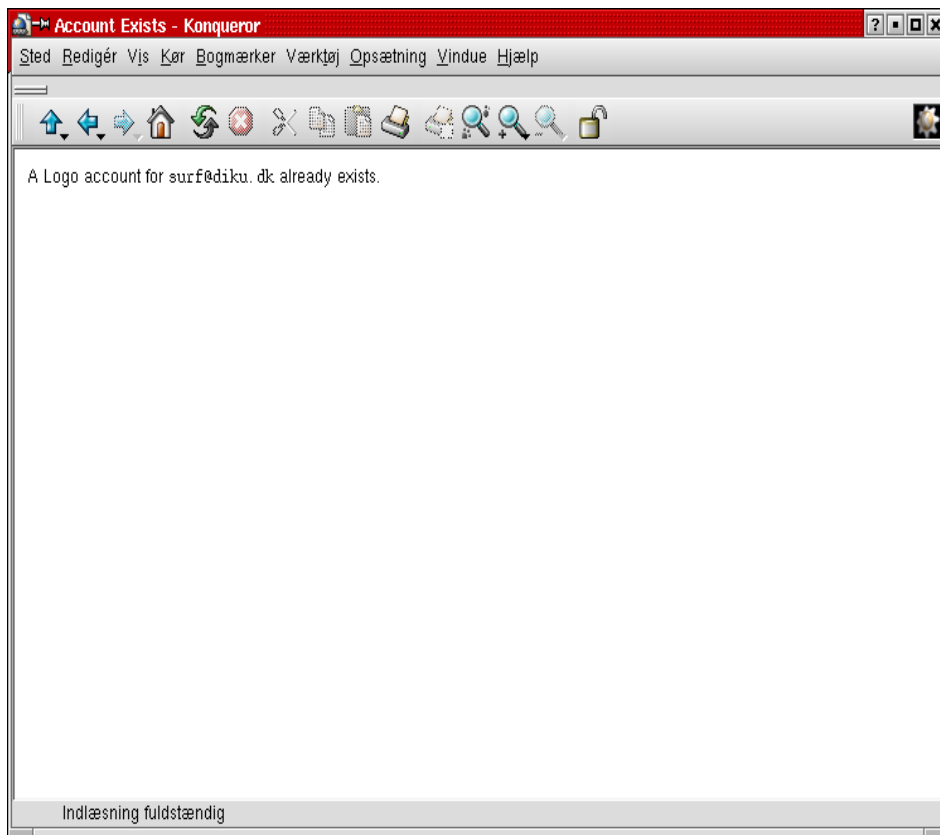 Account Exists - Konqueror
Sted Redigér Vis Kør Bogmærker Værktøj Opsætning Vindue Hjælp
A Logo account for surf@diku.dk already exists.
Indlæsning fuldstændig